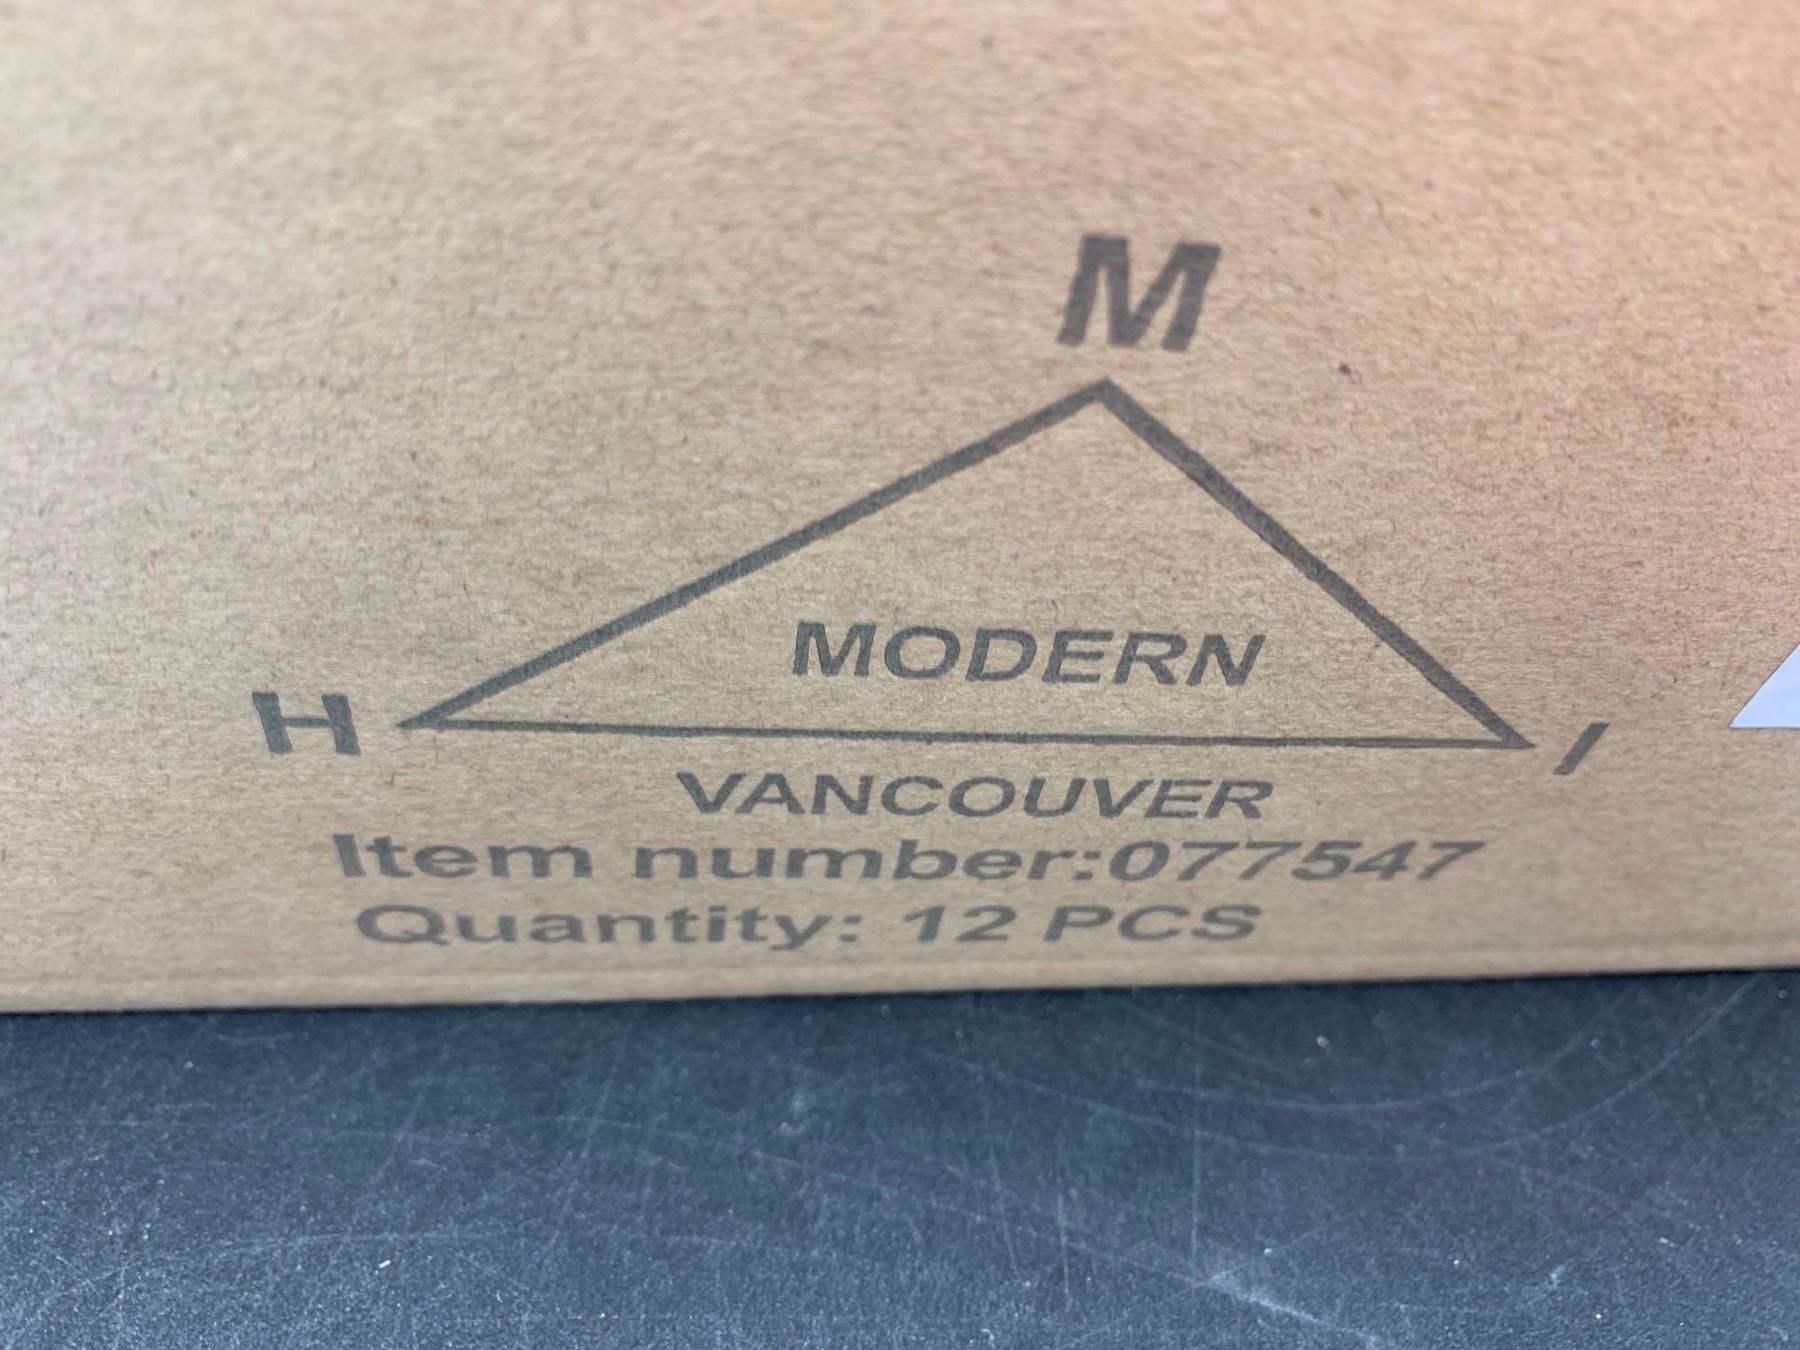 M
MODERN
H I
VANCOUVER
Item number:077547
Quantity: 12 PCS